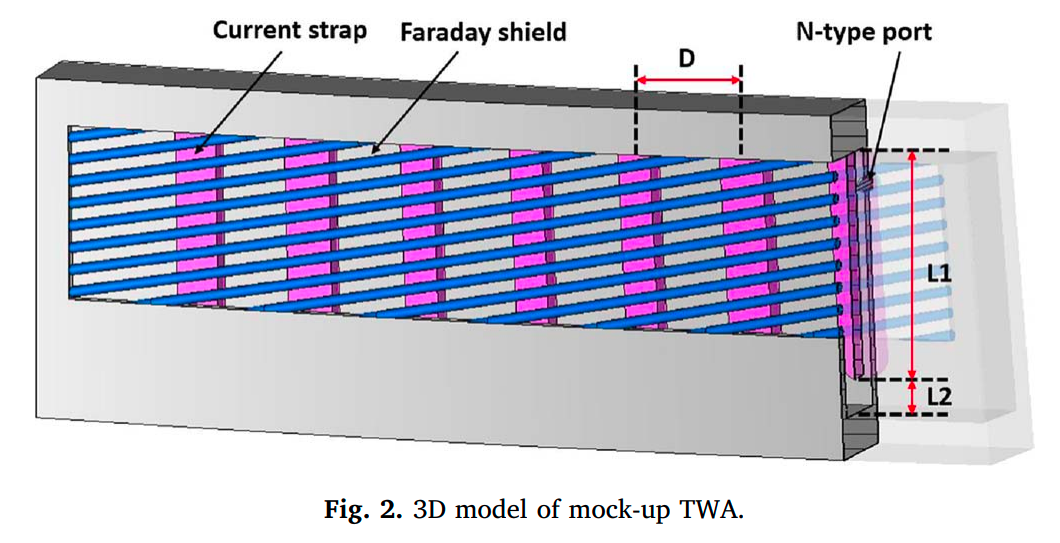 Current strap
Faraday shield
N-type port
D
L1
L2
Fig. 2. 3D model of mock-up TWA.